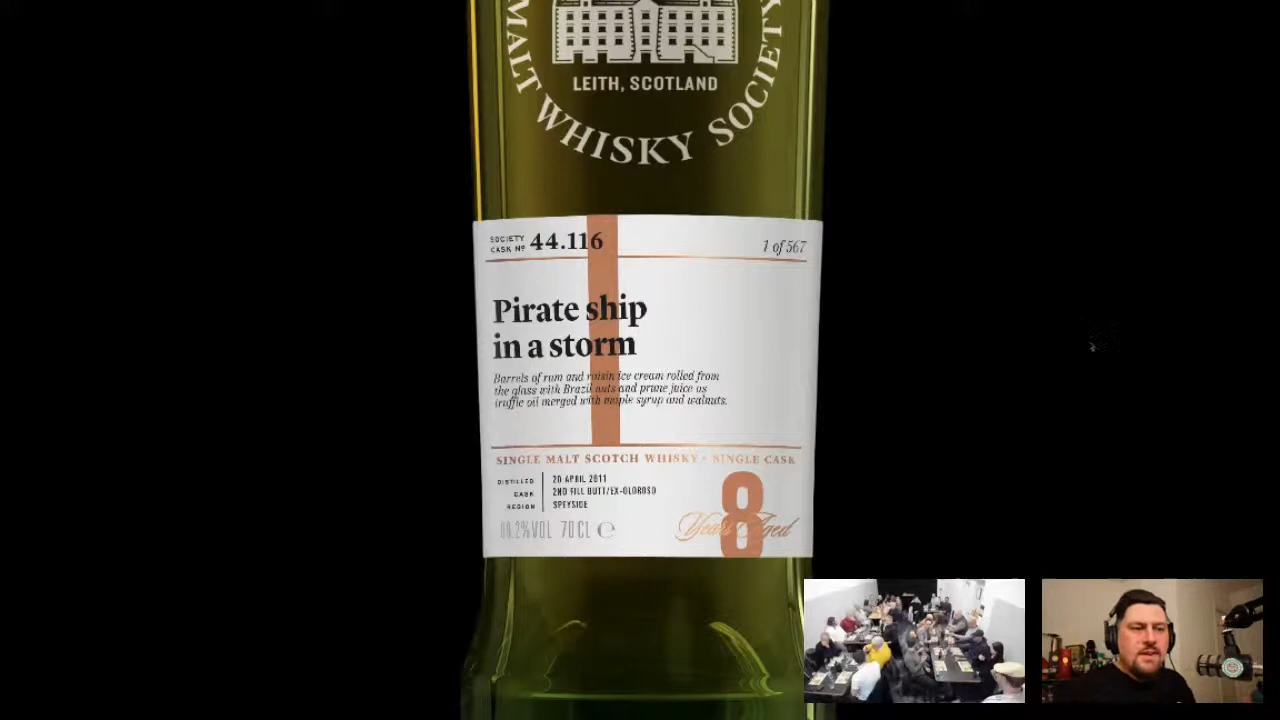 LEITH, SCOTLAND
MALT WHISKY SOCIETY
SOCIETY CASK Nº 44.116
1 of 567
Pirate ship
in a storm
Barrels of rum and raisin ice cream rolled from
the glass with Brazil nuts and prune juice as
truffle oil merged with maple syrup and walnuts.
SINGLE MALT SCOTCH WHISKY · SINGLE CASK
DISTILLED 20 APRIL 2011
CASK 2ND FILL BUTT/EX-OLOROSO
REGION SPEYSIDE
8
Years Aged
70CL ℮